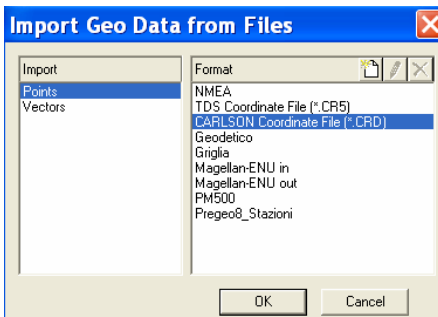 Import Geo Data from Files
Import
Points
Vectors
Format
NMEA
TDS Coordinate File (*.CR5)
CARLSON Coordinate File (*.CRD)
Geodetico
Griglia
Magellan-ENU in
Magellan-ENU out
PM500
Pregeo8_Stazioni
OK
Cancel